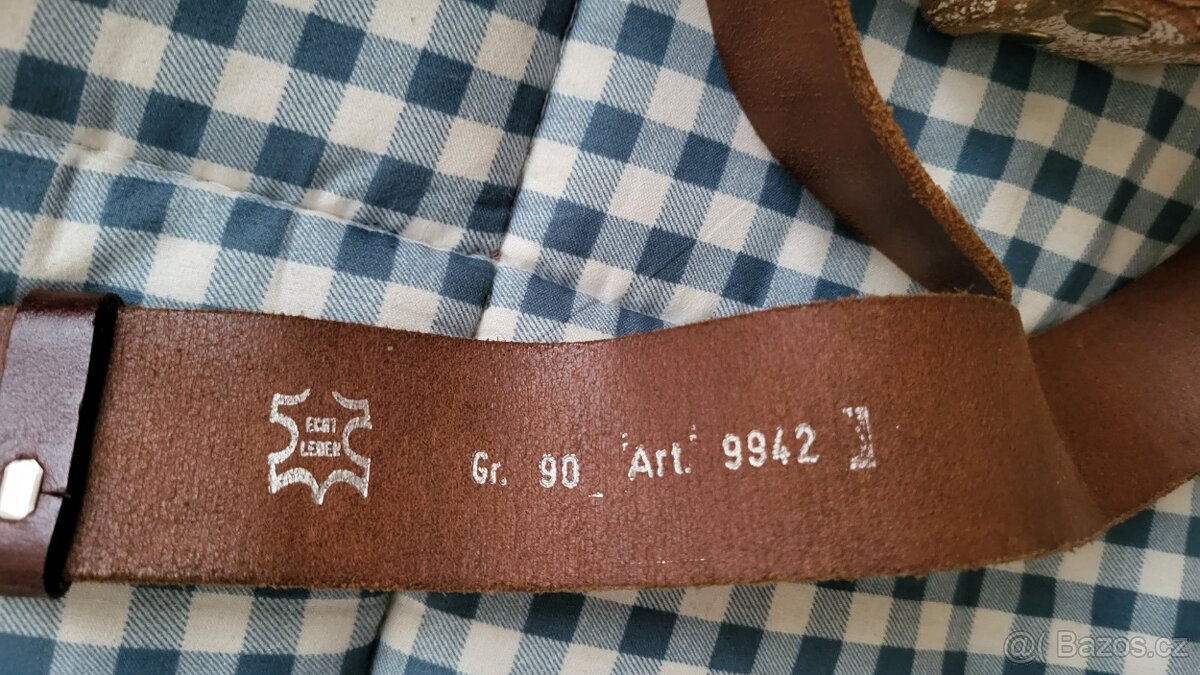 ECHT
LEDER
Gr. 90 Art. 9942
Bazos.cz